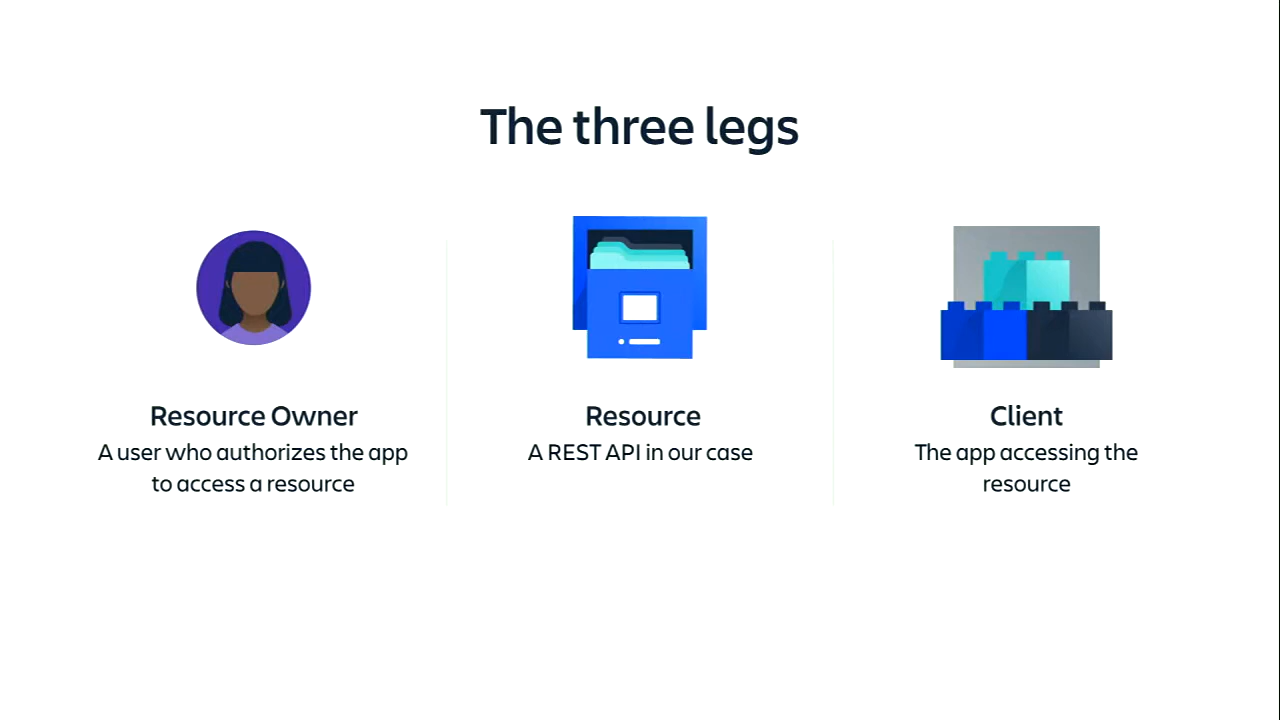 The three legs
Resource Owner
A user who authorizes the app
to access a resource
Resource
A REST API in our case
Client
The app accessing the
resource